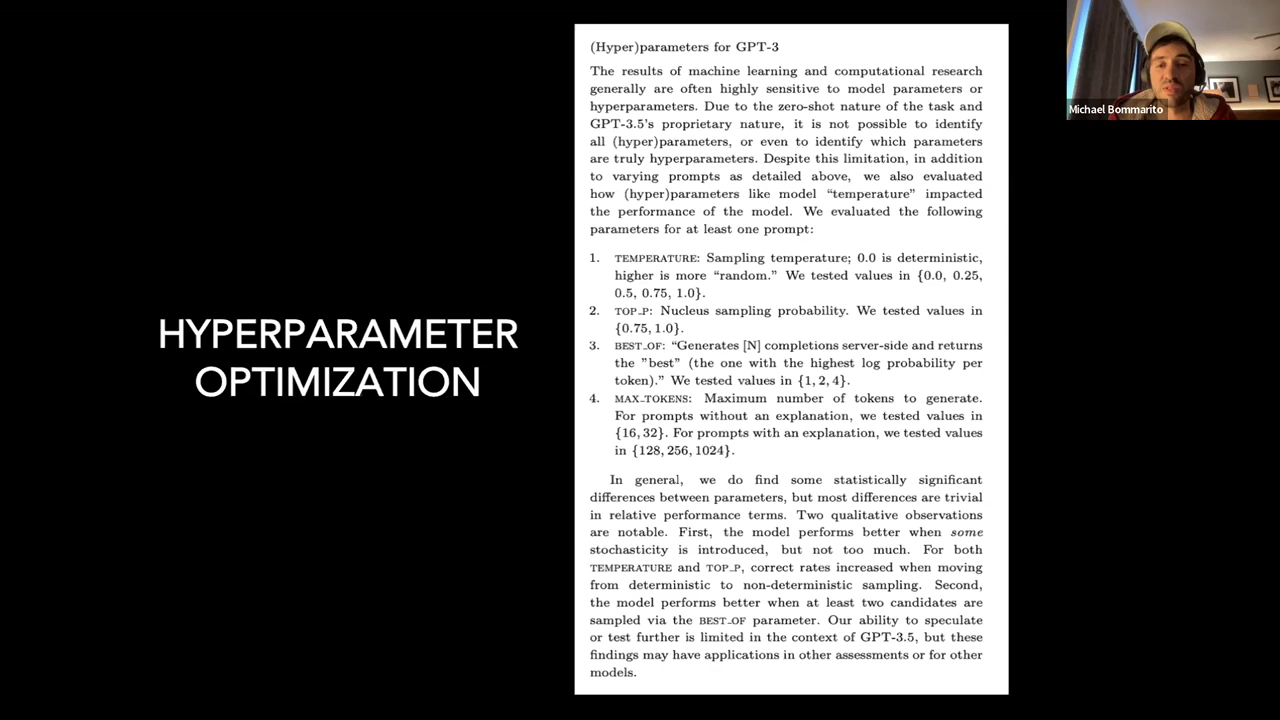 HYPERPARAMETER
OPTIMIZATION
(Hyper)parameters for GPT-3
The results of machine learning and computational research
generally are often highly sensitive to model parameters or
hyperparameters. Due to the zero-shot nature of the task and
GPT-3.5's proprietary nature, it is not possible to identify
all (hyper)parameters, or even to identify which parameters
are truly hyperparameters. Despite this limitation, in addition
to varying prompts as detailed above, we also evaluated
how (hyper)parameters like model “temperature” impacted
the performance of the model. We evaluated the following
parameters for at least one prompt:
1. TEMPERATURE: Sampling temperature; 0.0 is deterministic,
higher is more “random.” We tested values in {0.0, 0.25,
0.5, 0.75, 1.0}.
2. TOP_P: Nucleus sampling probability. We tested values in
{0.75, 1.0}.
3. BEST_OF: “Generates [N] completions server-side and returns
the ”best” (the one with the highest log probability per
token).” We tested values in {1, 2, 4}.
4. MAX_TOKENS: Maximum number of tokens to generate.
For prompts without an explanation, we tested values in
{16, 32}. For prompts with an explanation, we tested values
in {128, 256, 1024}.
In general, we do find some statistically significant
differences between parameters, but most differences are trivial
in relative performance terms. Two qualitative observations
are notable. First, the model performs better when some
stochasticity is introduced, but not too much. For both
TEMPERATURE and TOP_P, correct rates increased when moving
from deterministic to non-deterministic sampling. Second,
the model performs better when at least two candidates are
sampled via the BEST_OF parameter. Our ability to speculate
or test further is limited in the context of GPT-3.5, but these
findings may have applications in other assessments or for other
models.
Michael Bommarito